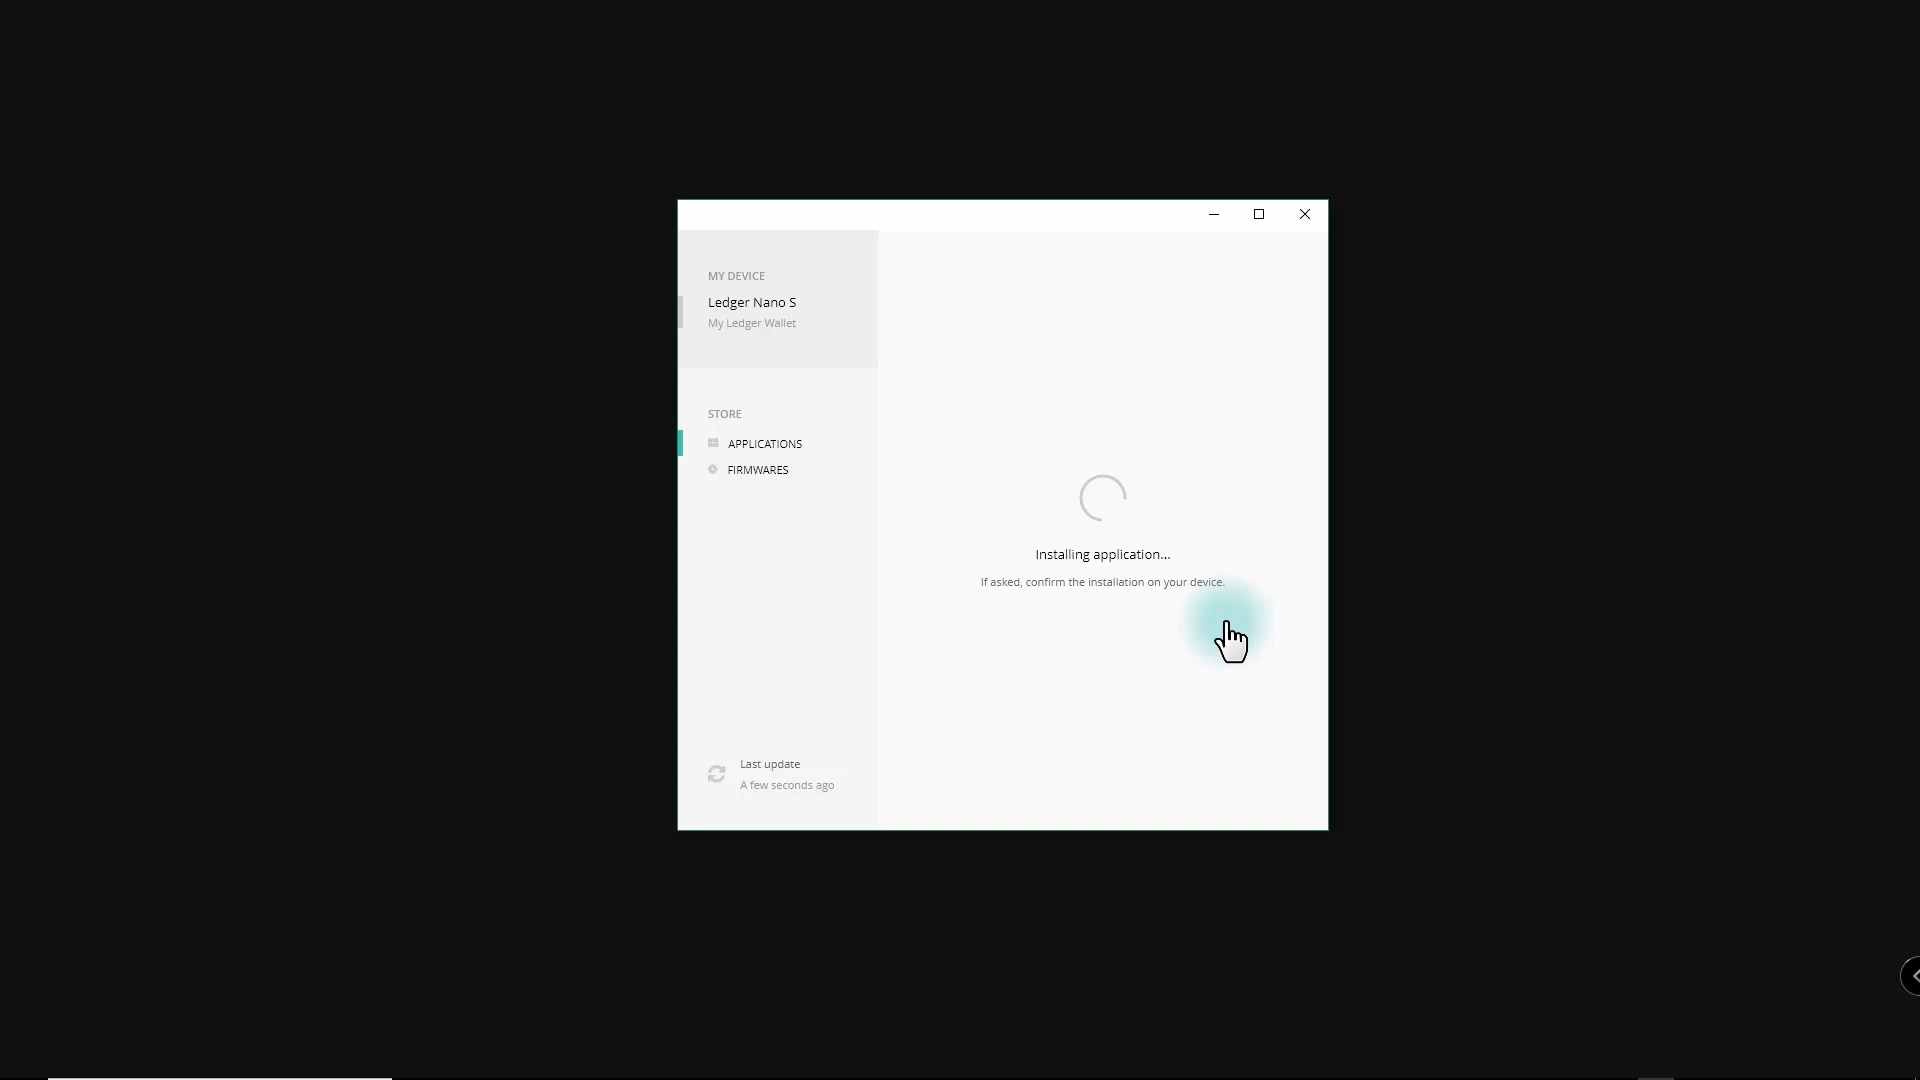 MY DEVICE
Ledger Nano S
My Ledger Wallet
STORE
APPLICATIONS
FIRMWARES
Installing application...
If asked, confirm the installation on your device.
Last update
A few seconds ago